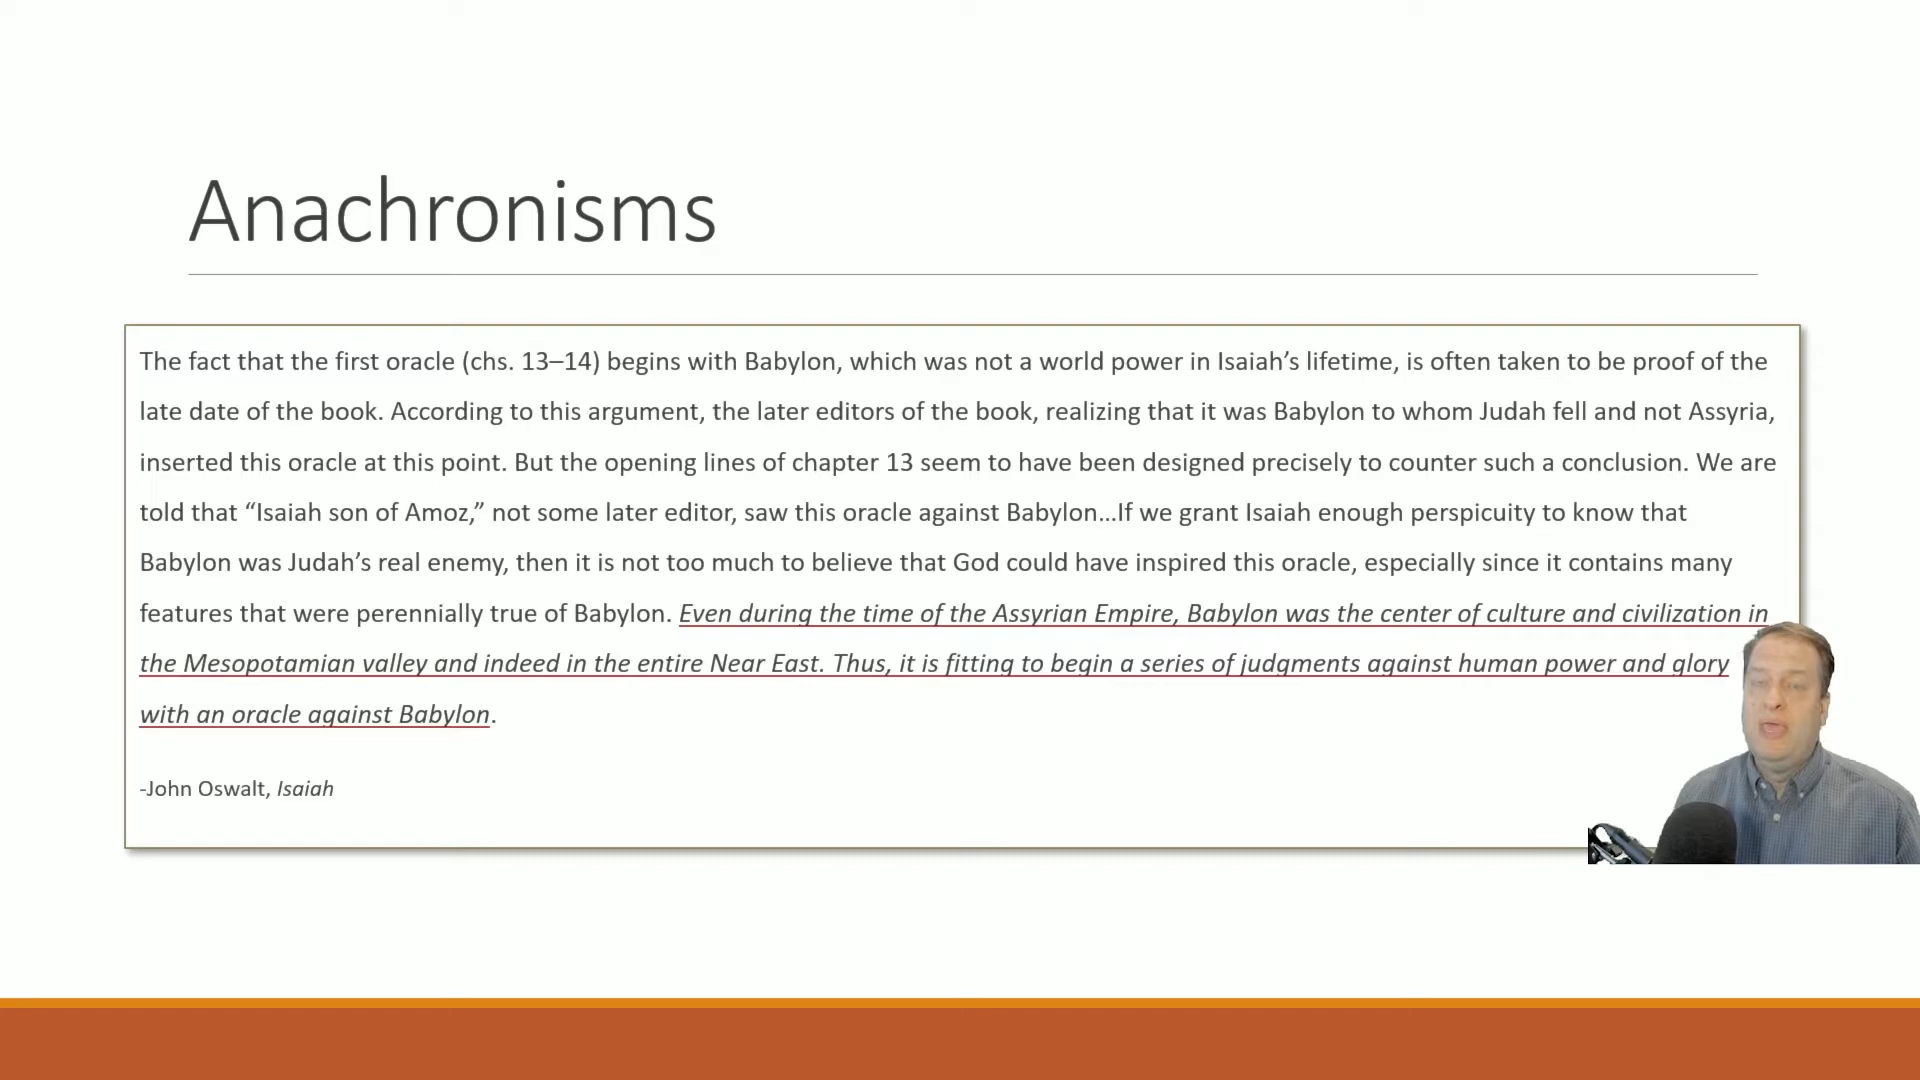 Anachronisms
The fact that the first oracle (chs. 13–14) begins with Babylon, which was not a world power in Isaiah’s lifetime, is often taken to be proof of the
late date of the book. According to this argument, the later editors of the book, realizing that it was Babylon to whom Judah fell and not Assyria,
inserted this oracle at this point. But the opening lines of chapter 13 seem to have been designed precisely to counter such a conclusion. We are
told that “Isaiah son of Amoz,” not some later editor, saw this oracle against Babylon…If we grant Isaiah enough perspicuity to know that
Babylon was Judah’s real enemy, then it is not too much to believe that God could have inspired this oracle, especially since it contains many
features that were perennially true of Babylon. Even during the time of the Assyrian Empire, Babylon was the center of culture and civilization in
the Mesopotamian valley and indeed in the entire Near East. Thus, it is fitting to begin a series of judgments against human power and glory
with an oracle against Babylon.
-John Oswalt, Isaiah